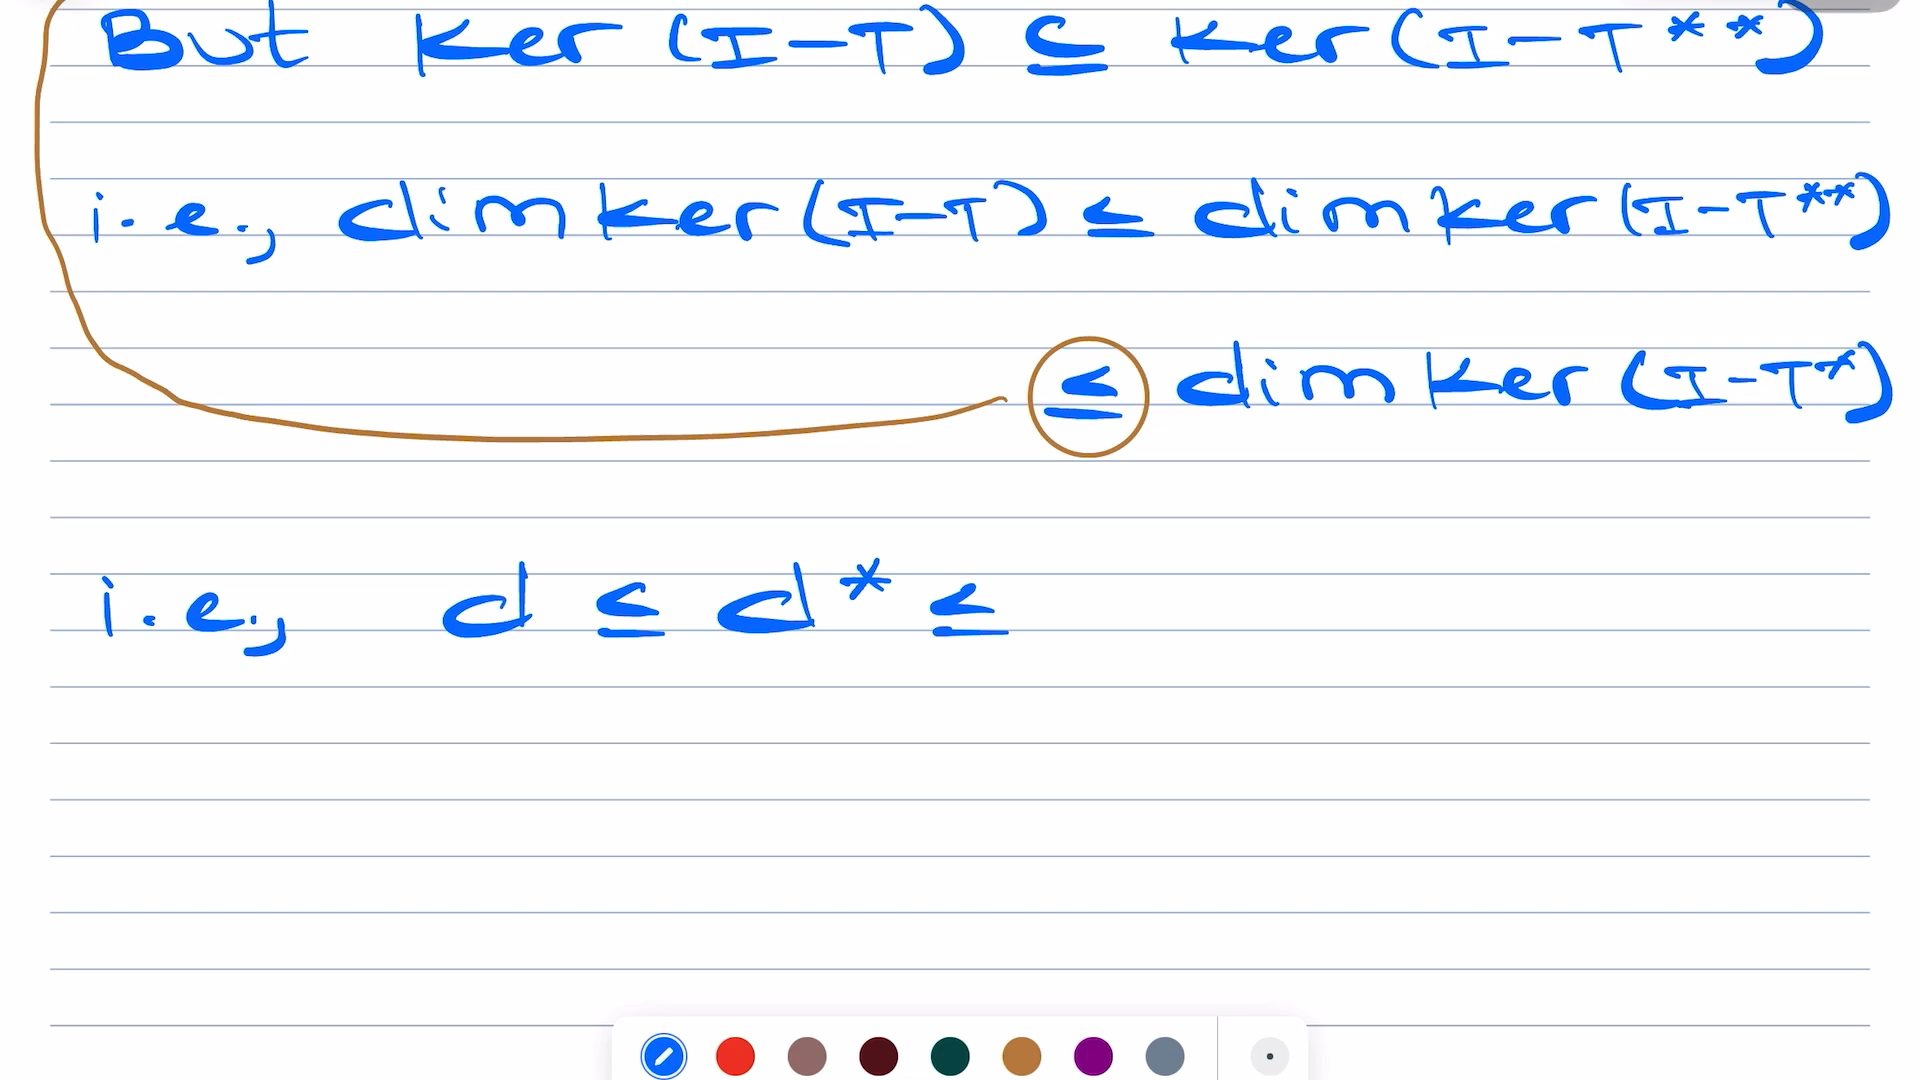 But ker (I-T) ⊆ ker (I-T**)
i.e., dim ker (I-T) ≤ dim ker (I-T**)
≤ dim ker (I-T*)
i.e., d ≤ d* ≤